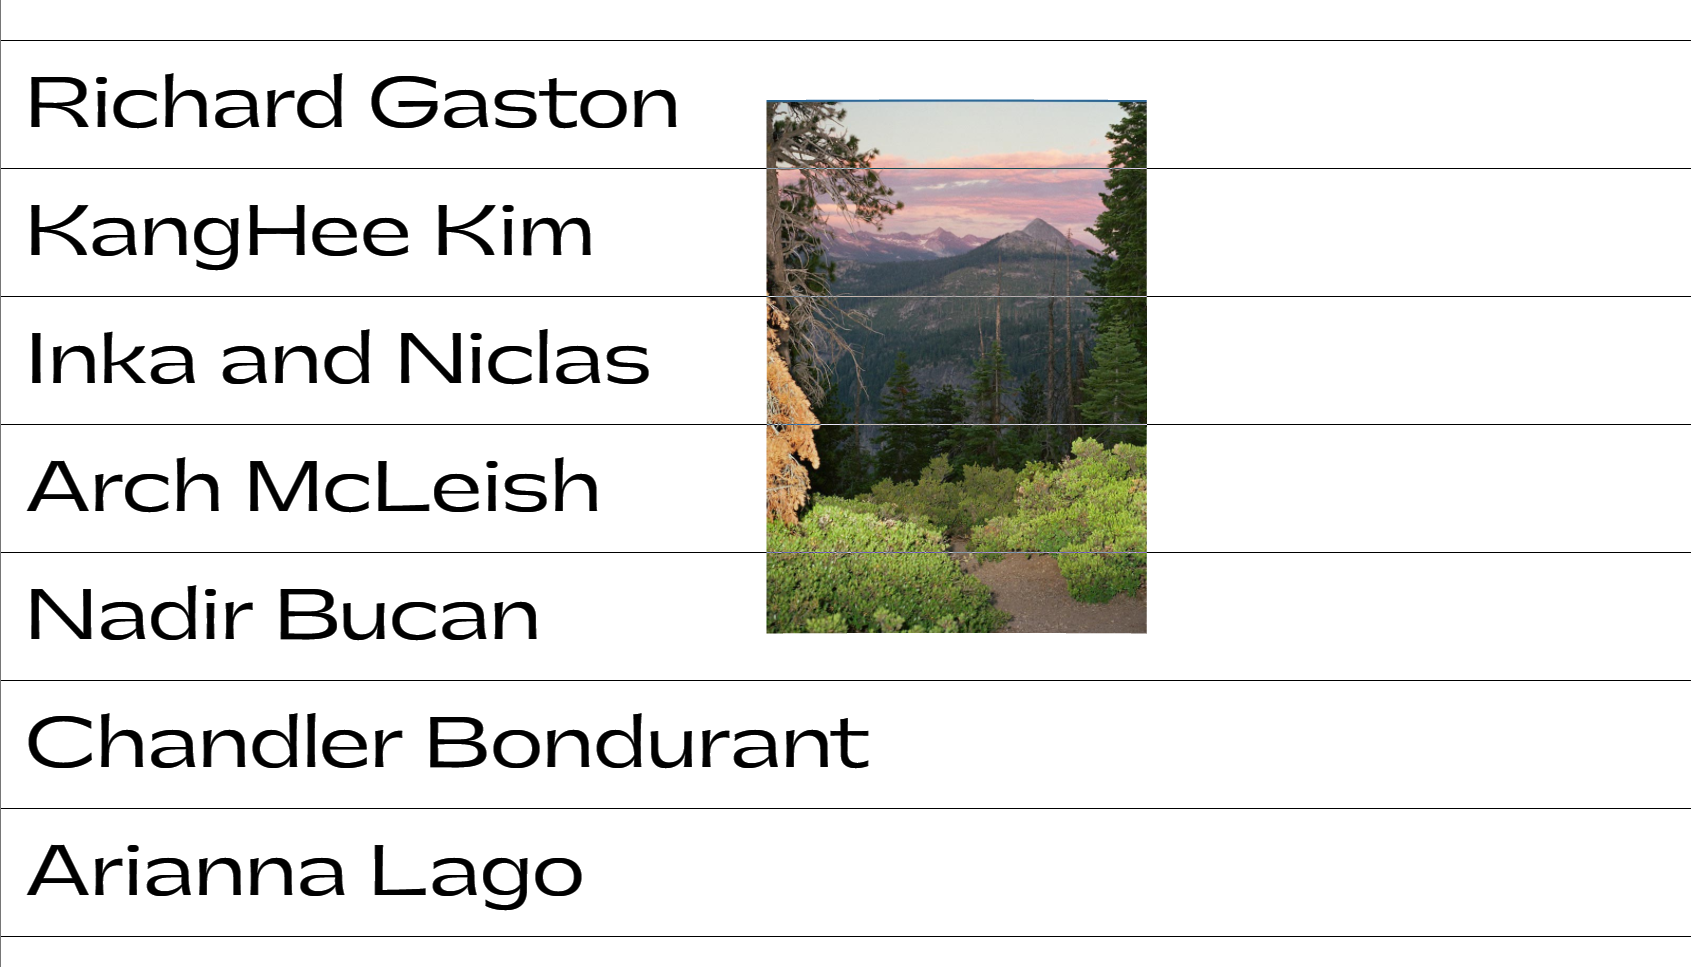 Richard Gaston
KangHee Kim
Inka and Niclas
Arch McLeish
Nadir Bucan
Chandler Bondurant
Arianna Lago